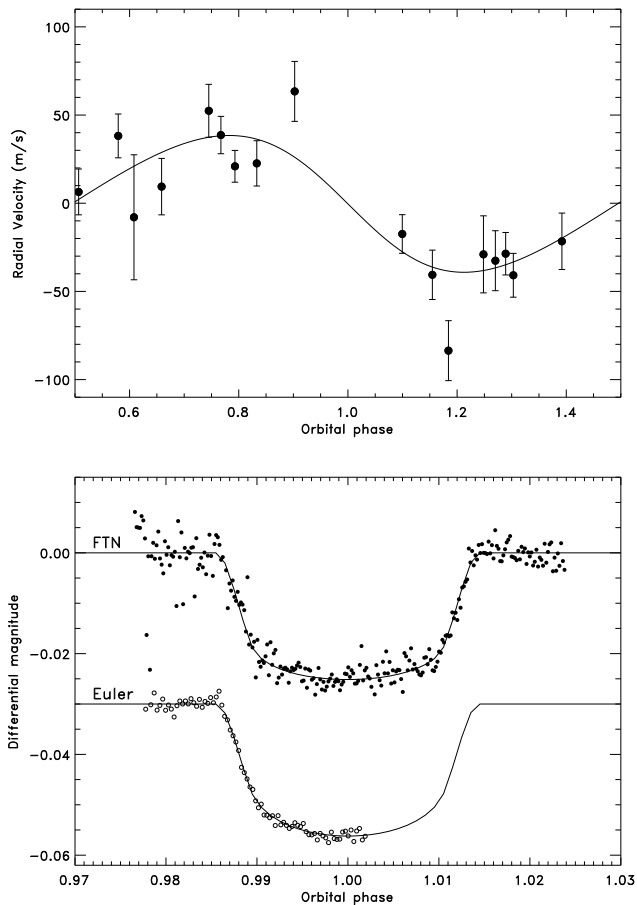 100
50
0
−50
−100
Radial Velocity (m/s)
0.6 0.8 1.0 1.2 1.4
Orbital phase
FTN
Euler
0.00
−0.02
−0.04
−0.06
Differential magnitude
0.97 0.98 0.99 1.00 1.01 1.02 1.03
Orbital phase